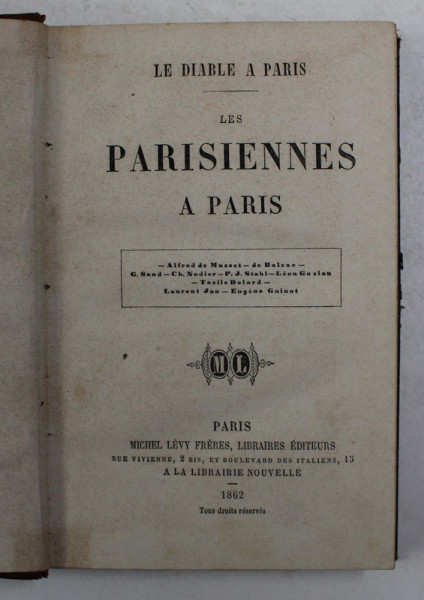 LE DIABLE A PARIS
LES
PARISIENNES
A PARIS
— Alfred de Musset — de Balzac —
G. Sand — Ch. Nodier — P. J. Stahl — Léon Gozlan
— Taxile Delord —
Laurent Jan — Eugène Guinot
ML
PARIS
MICHEL LÉVY FRÈRES, LIBRAIRES ÉDITEURS
RUE VIVIENNE, 2 BIS, ET BOULEVARD DES ITALIENS, 15
A LA LIBRAIRIE NOUVELLE
1862
Tous droits réservés